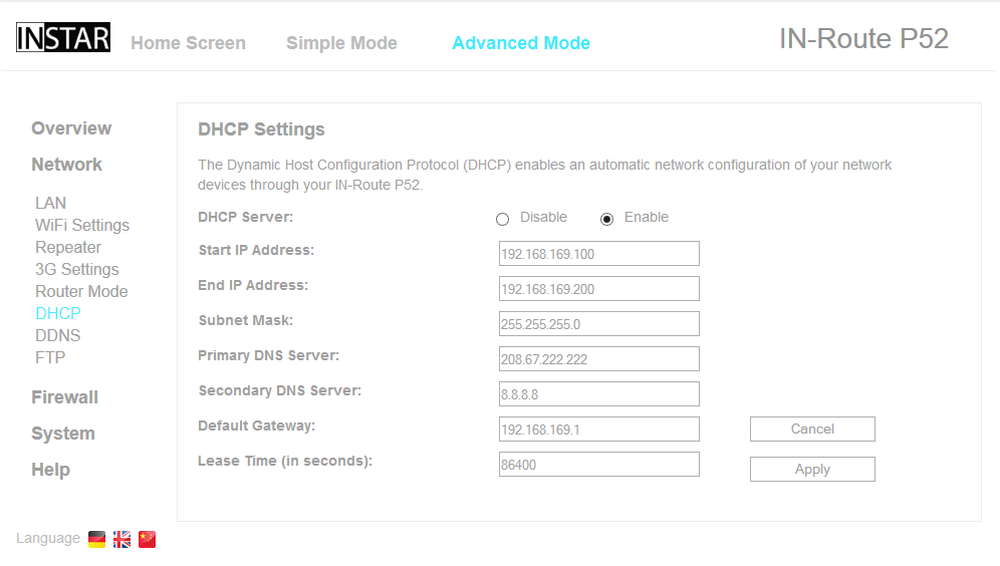 INSTAR Home Screen Simple Mode Advanced Mode IN-Route P52
Overview
Network
LAN
WiFi Settings
Repeater
3G Settings
Router Mode
DHCP
DDNS
FTP
Firewall
System
Help
DHCP Settings
The Dynamic Host Configuration Protocol (DHCP) enables an automatic network configuration of your network
devices through your IN-Route P52.
DHCP Server: Disable Enable
Start IP Address: 192.168.169.100
End IP Address: 192.168.169.200
Subnet Mask: 255.255.255.0
Primary DNS Server: 208.67.222.222
Secondary DNS Server: 8.8.8.8
Default Gateway: 192.168.169.1 Cancel
Lease Time (in seconds): 86400 Apply
Language